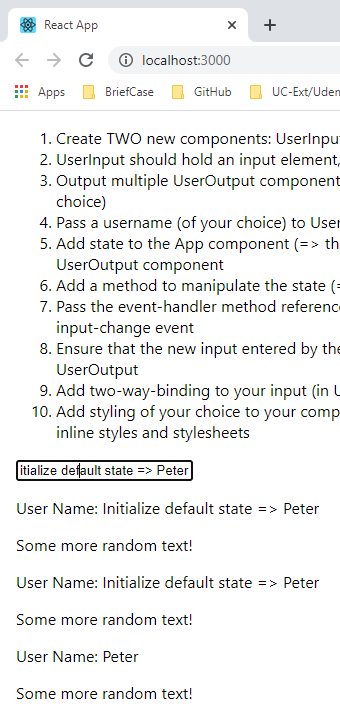 React App
localhost:3000
Apps BriefCase GitHub UC-Ext/Uden
1. Create TWO new components: UserInpu
2. UserInput should hold an input element,
3. Output multiple UserOutput component
choice)
4. Pass a username (of your choice) to User
5. Add state to the App component (=> th
UserOutput component
6. Add a method to manipulate the state (=
7. Pass the event-handler method reference
input-change event
8. Ensure that the new input entered by the
UserOutput
9. Add two-way-binding to your input (in U
10. Add styling of your choice to your comp
inline styles and stylesheets
itialize default state => Peter
User Name: Initialize default state => Peter
Some more random text!
User Name: Initialize default state => Peter
Some more random text!
User Name: Peter
Some more random text!